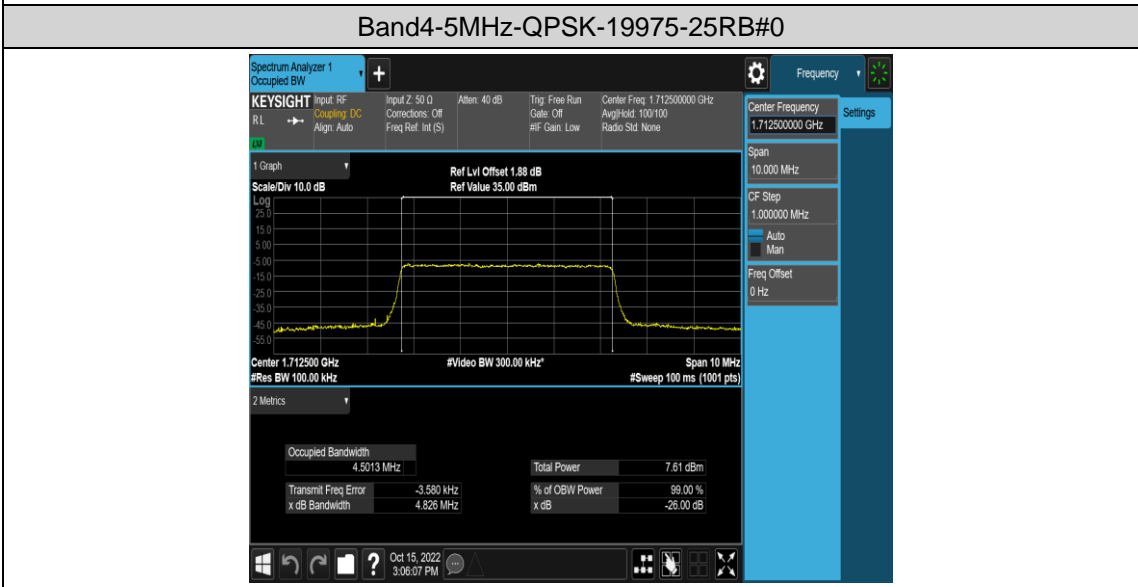 Band4-5MHz-QPSK-19975-25RB#0
Spectrum Analyzer 1
Occupied BW
+
Frequency
KEYSIGHT
RL
Input: RF
Coupling: DC
Align: Auto
Input Z: 50 Ω
Corrections: Off
Freq Ref: Int (S)
Atten: 40 dB
Trig: Free Run
Gate: Off
#IF Gain: Low
Center Freq: 1.712500000 GHz
Avg|Hold: 100/100
Radio Std: None
Center Frequency
1.712500000 GHz
Settings
Span
10.000 MHz
CF Step
1.000000 MHz
Auto
Man
Freq Offset
0 Hz
1 Graph
Ref Lvl Offset 1.88 dB
Scale/Div 10.0 dB
Ref Value 35.00 dBm
Log
25.0
15.0
5.00
-5.00
-15.0
-25.0
-35.0
-45.0
-55.0
Center 1.712500 GHz
#Video BW 300.00 kHz*
Span 10 MHz
#Res BW 100.00 kHz
#Sweep 100 ms (1001 pts)
2 Metrics
Occupied Bandwidth
4.5013 MHz
Total Power 7.61 dBm
Transmit Freq Error -3.580 kHz
% of OBW Power 99.00 %
x dB Bandwidth 4.826 MHz
x dB -26.00 dB
?
Oct 15, 2022
3:06:07 PM